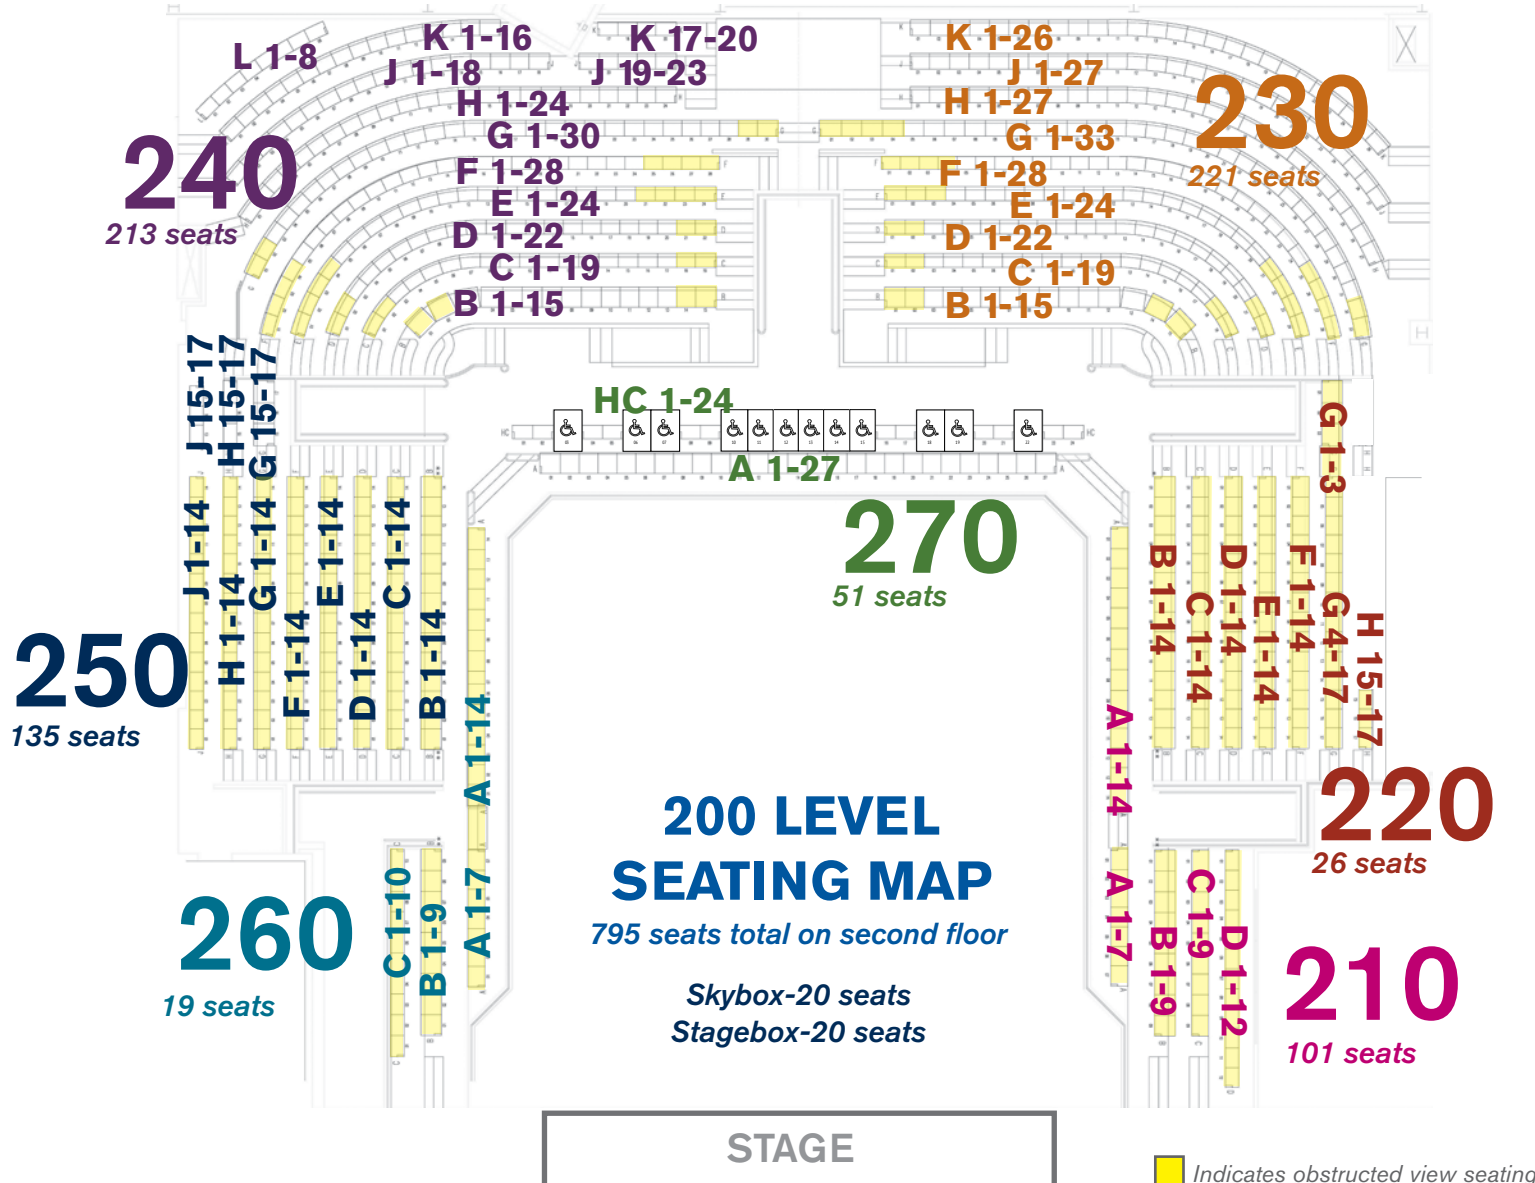 L 1-8
K 1-16
K 17-20
J 1-18
J 19-23
H 1-24
G 1-30
F 1-28
E 1-24
D 1-22
C 1-19
B 1-15
240
213 seats
K 1-26
J 1-27
H 1-27
G 1-33
F 1-28
E 1-24
D 1-22
C 1-19
B 1-15
230
221 seats
HC 1-24
A 1-27
270
51 seats
J 15-17
H 15-17
G 15-17
J 1-14
H 1-14
G 1-14
F 1-14
E 1-14
D 1-14
C 1-14
B 1-14
250
135 seats
A 1-14
A 1-7
C 1-10
B 1-9
260
19 seats
G 1-3
B 1-14
C 1-14
D 1-14
E 1-14
F 1-14
G 4-17
H 15-17
220
26 seats
A 1-14
A 1-7
B 1-9
C 1-9
D 1-12
210
101 seats
200 LEVEL
SEATING MAP
795 seats total on second floor
Skybox-20 seats
Stagebox-20 seats
STAGE
Indicates obstructed view seating